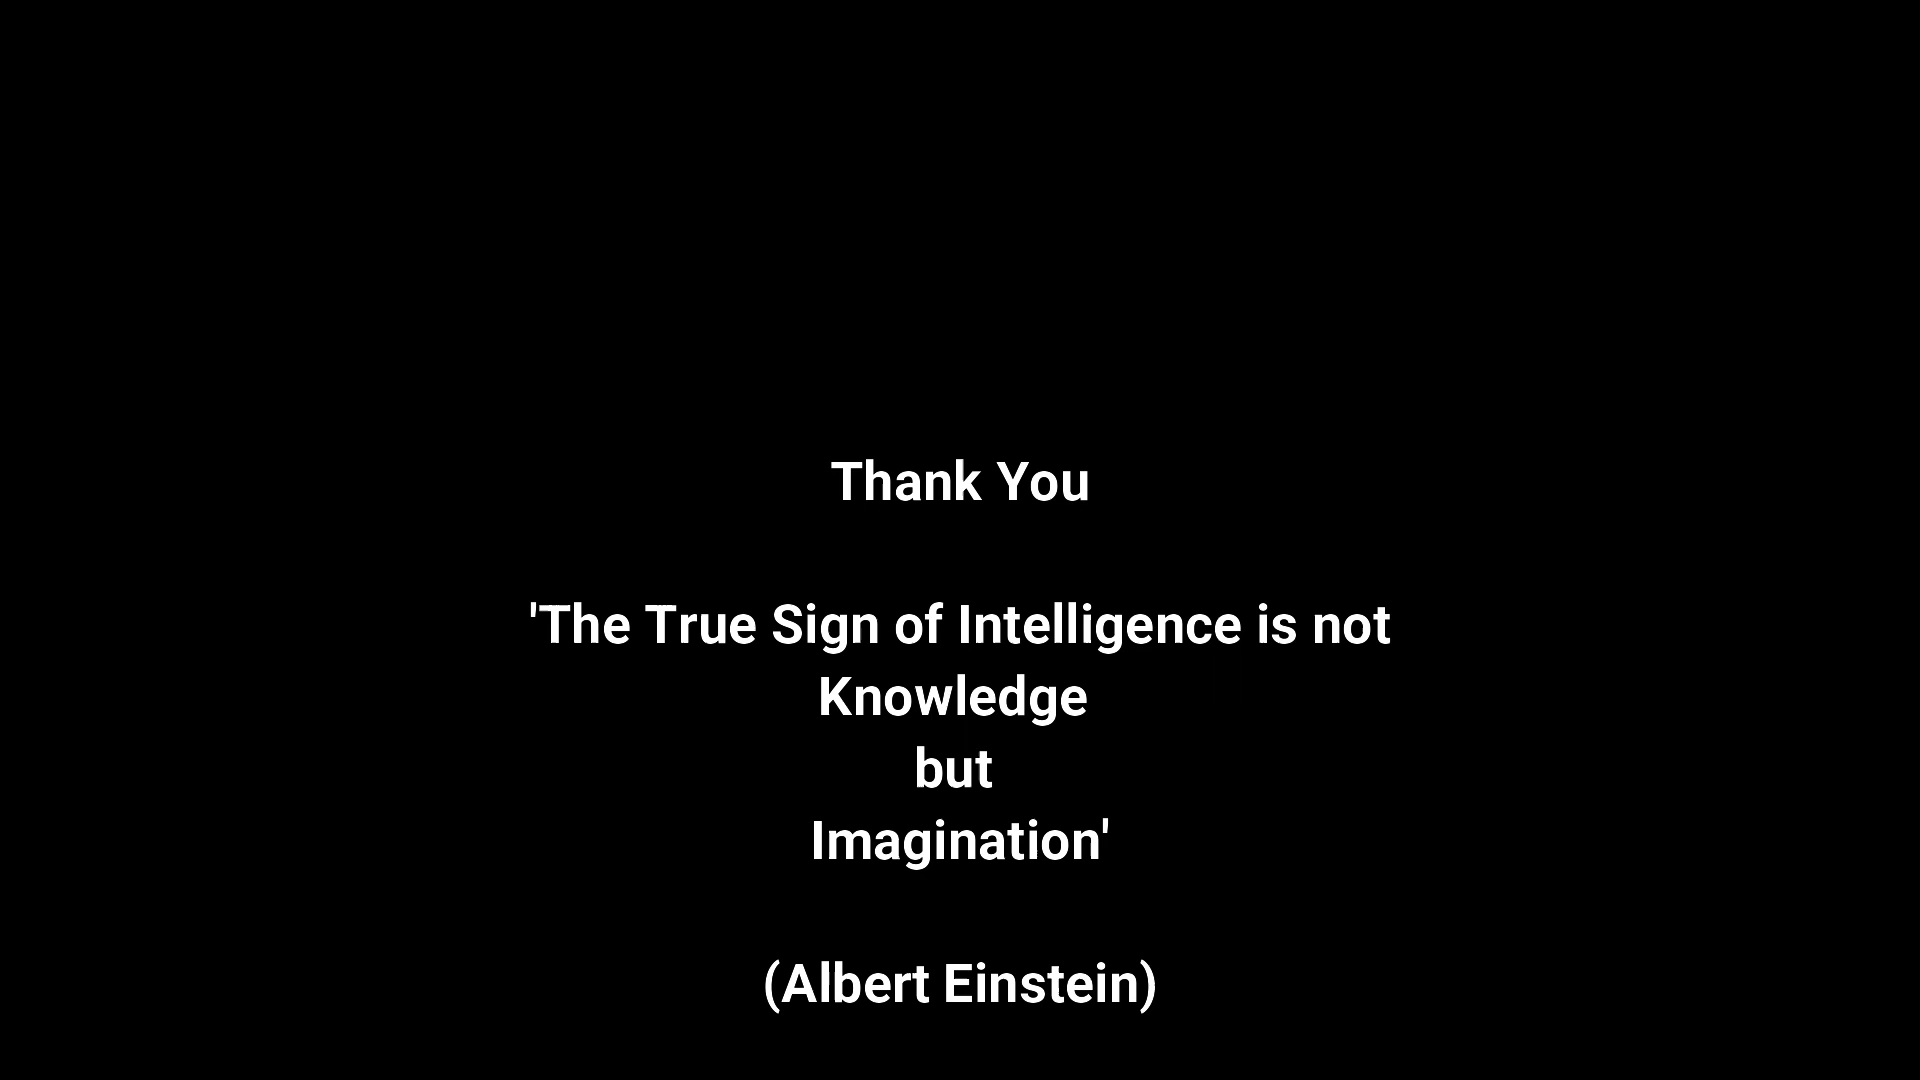 Thank You
'The True Sign of Intelligence is not
Knowledge
but
Imagination'
(Albert Einstein)